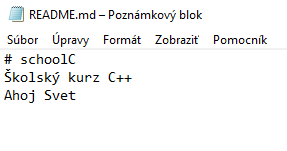 README.md – Poznámkový blok
Súbor Úpravy Formát Zobraziť Pomocník
# schoolC
Školský kurz C++
Ahoj Svet